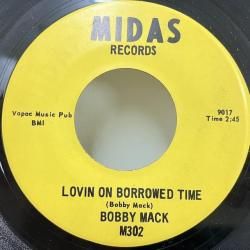 MIDAS
RECORDS
Vapac Music Pub
BMI
9017
Time 2:45
LOVIN ON BORROWED TIME
(Bobby Mack)
BOBBY MACK
M302